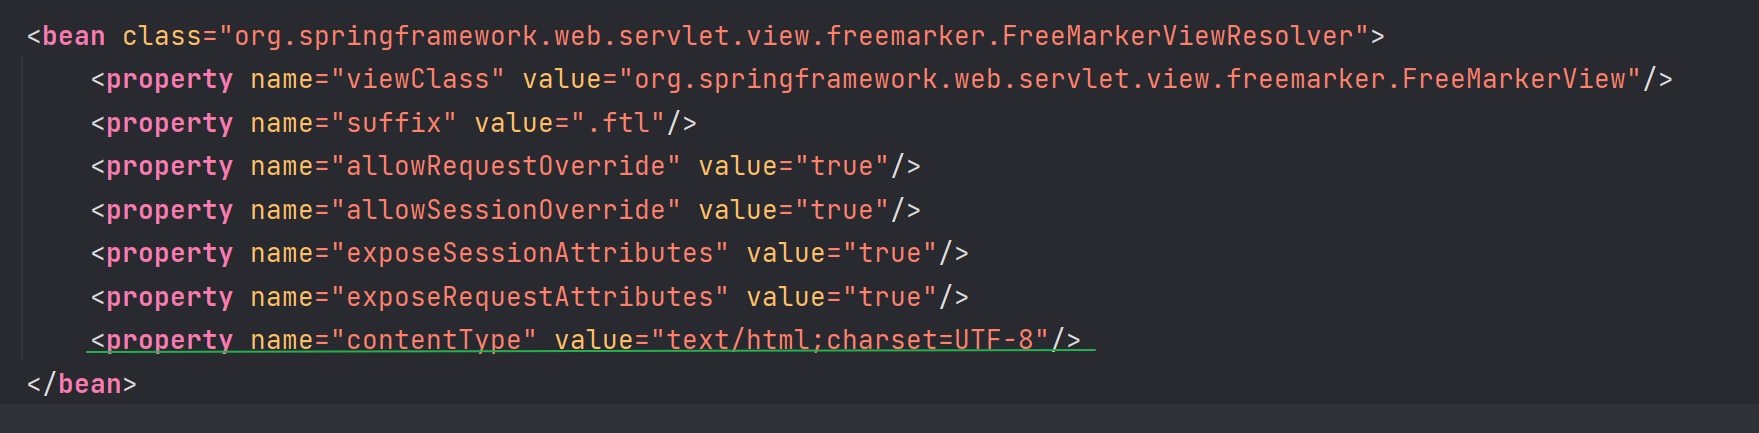 <bean class="org.springframework.web.servlet.view.freemarker.FreeMarkerViewResolver">
<property name="viewClass" value="org.springframework.web.servlet.view.freemarker.FreeMarkerView"/>
<property name="suffix" value=".ftl"/>
<property name="allowRequestOverride" value="true"/>
<property name="allowSessionOverride" value="true"/>
<property name="exposeSessionAttributes" value="true"/>
<property name="exposeRequestAttributes" value="true"/>
<property name="contentType" value="text/html;charset=UTF-8"/>
</bean>